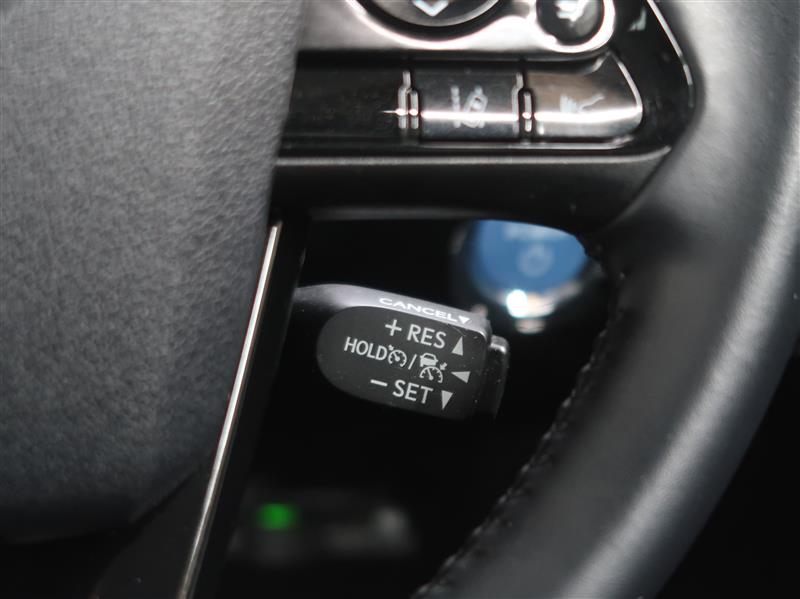 CANCEL▼
+ RES ▲
HOLD / ◀
− SET ▼